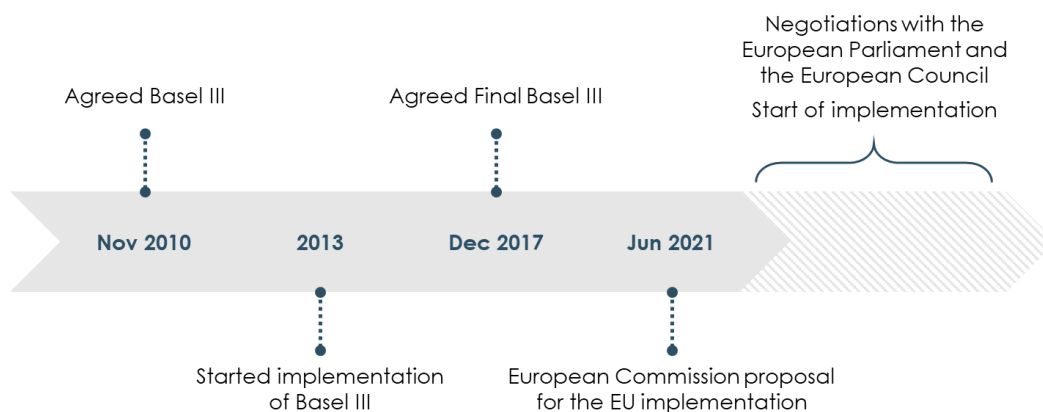 Negotiations with the
European Parliament and
the European Council
Start of implementation
Agreed Basel III
Agreed Final Basel III
Nov 2010
2013
Dec 2017
Jun 2021
Started implementation
of Basel III
European Commission proposal
for the EU implementation